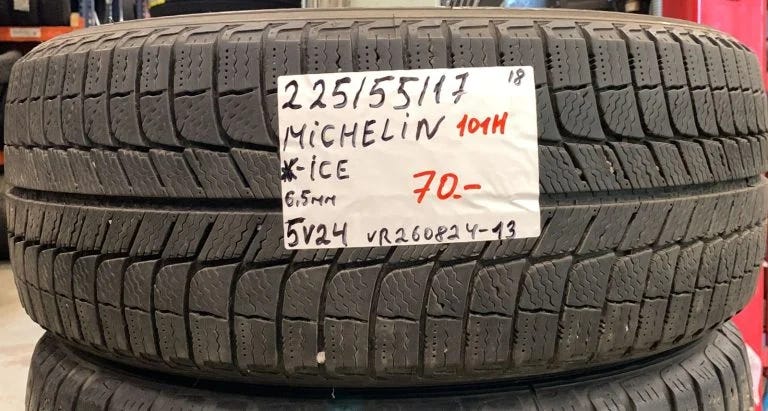 225/55/17 18
MiCHELiN 101H
X-iCE
6,5мм 70.-
5V24 VR260824-13